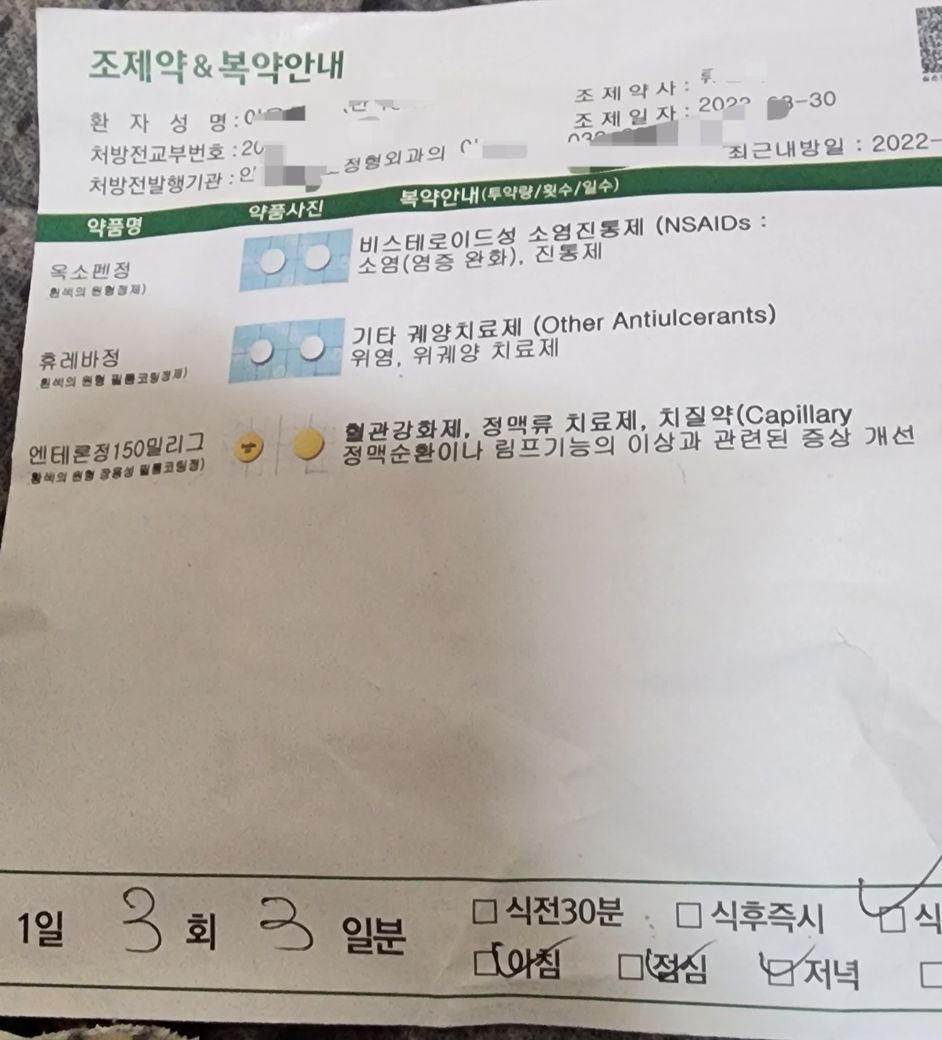 조제약&복약안내
환 자 성 명 :
조 제 약 사 :
처방전교부번호 : 20
조 제 일 자 : 2022 3-30
처방전발행기관 : 인 정형외과의
최근내방일 : 2022-
약품명 약품사진 복약안내(투약량/횟수/일수)
옥소펜정
흰색의 원형정제)
비스테로이드성 소염진통제 (NSAIDs :
소염(염증 완화), 진통제
휴레바정
흰색의 원형 필름코팅정제)
기타 궤양치료제 (Other Antiulcerants)
위염, 위궤양 치료제
엔테론정150밀리그
황색의 원형 장용성 필름코팅정)
혈관강화제, 정맥류 치료제, 치질약(Capillary
정맥순환이나 림프기능의 이상과 관련된 증상 개선
1일 3 회 3 일분
식전30분 식후즉시 식
아침 점심 저녁